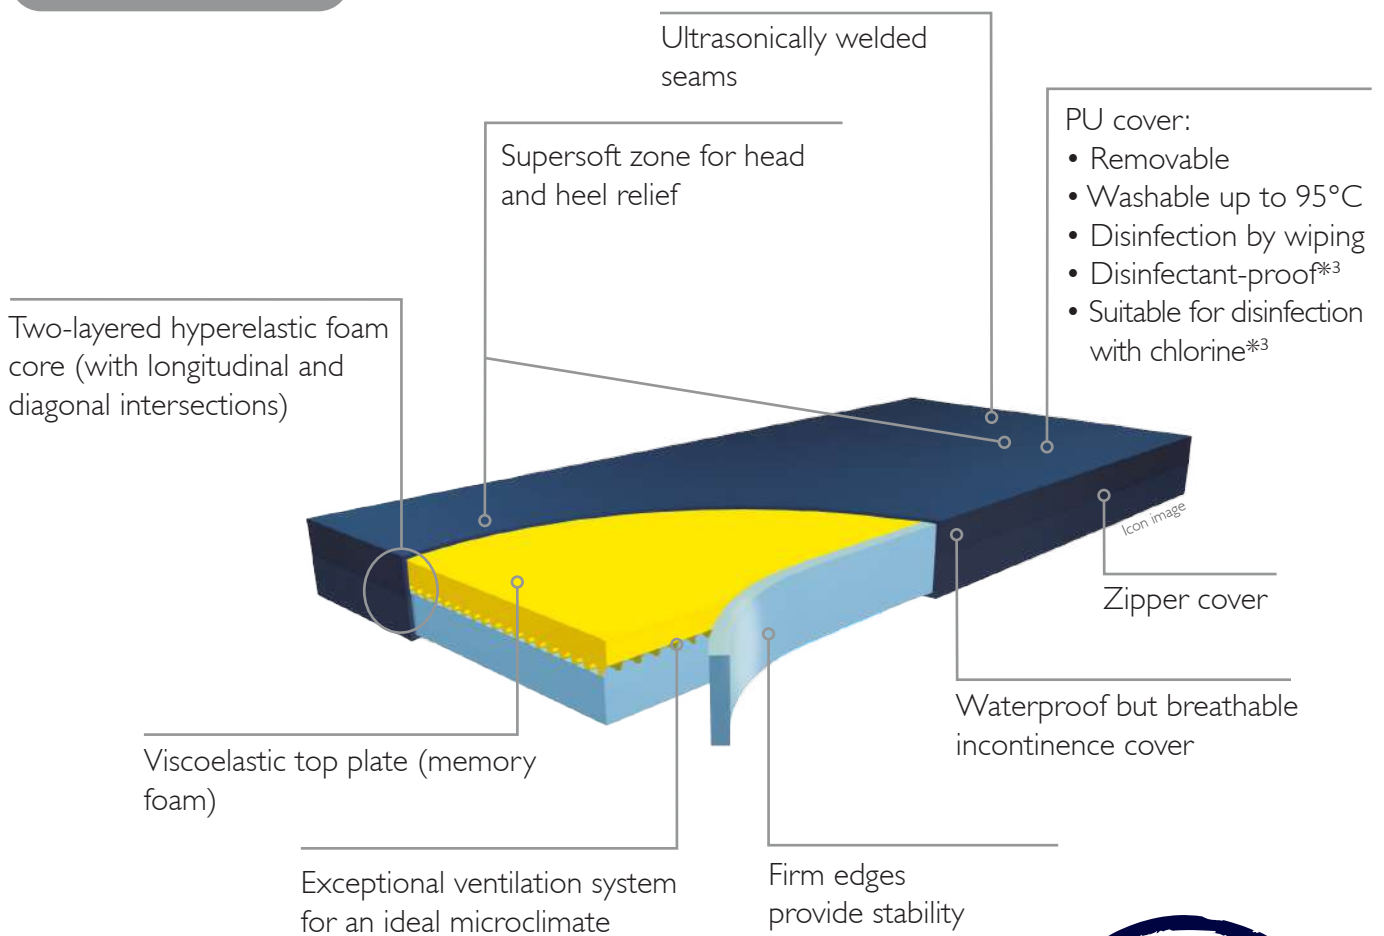 Ultrasonically welded
seams
PU cover:
• Removable
• Washable up to 95°C
• Disinfection by wiping
• Disinfectant-proof*³
• Suitable for disinfection
with chlorine*³
Supersoft zone for head
and heel relief
Two-layered hyperelastic foam
core (with longitudinal and
diagonal intersections)
Icon image
Zipper cover
Waterproof but breathable
incontinence cover
Viscoelastic top plate (memory
foam)
Exceptional ventilation system
for an ideal microclimate
Firm edges
provide stability